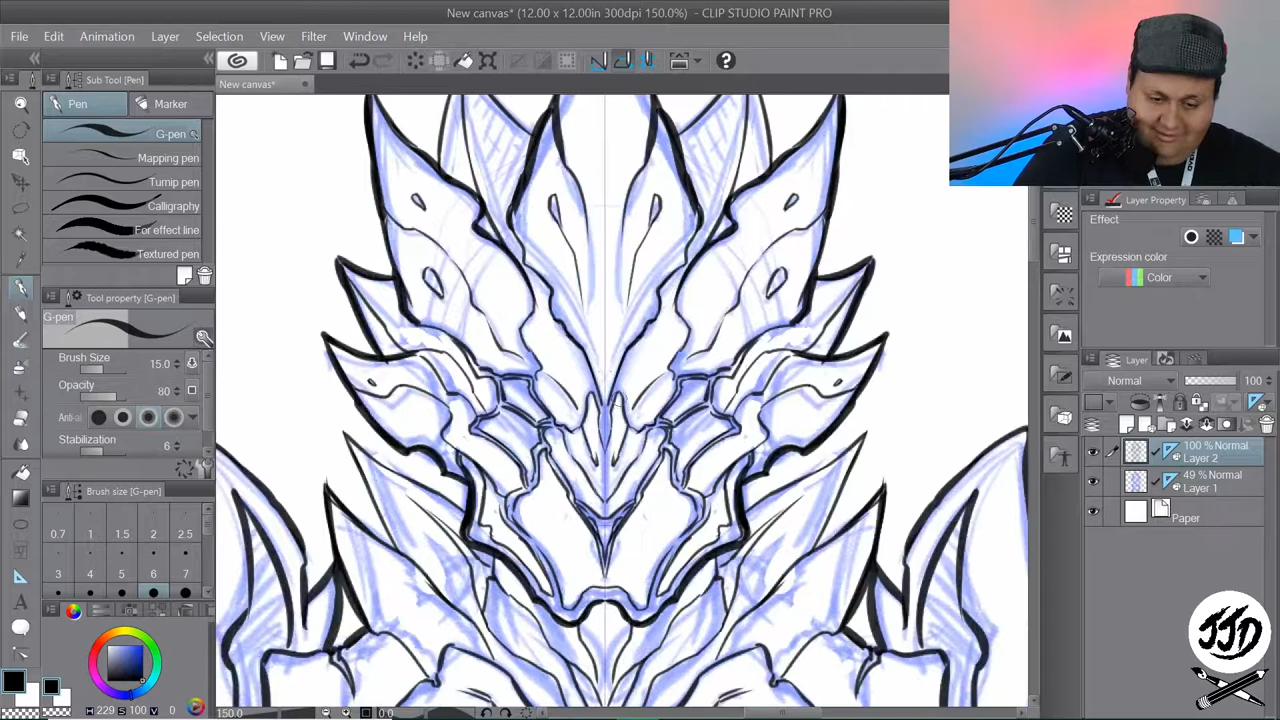 New canvas* (12.00 x 12.00in 300dpi 150.0%) - CLIP STUDIO PAINT PRO
File Edit Animation Layer Selection View Filter Window Help
New canvas*
Sub Tool [Pen]
Pen Marker
G-pen
Mapping pen
Turnip pen
Calligraphy
For effect line
Textured pen
Tool property [G-pen]
G-pen
Brush Size 15.0
Opacity 80
Anti-al
Stabilization 6
Brush size [G-pen]
0.7 1 1.5 2 2.5
3 4 5 6 7
H 229 S 100 V 0
150.0 0.0
Layer Property
Effect
Expression color
Color
Layer
Normal 100
100 % Normal
Layer 2
49 % Normal
Layer 1
Paper
JJD